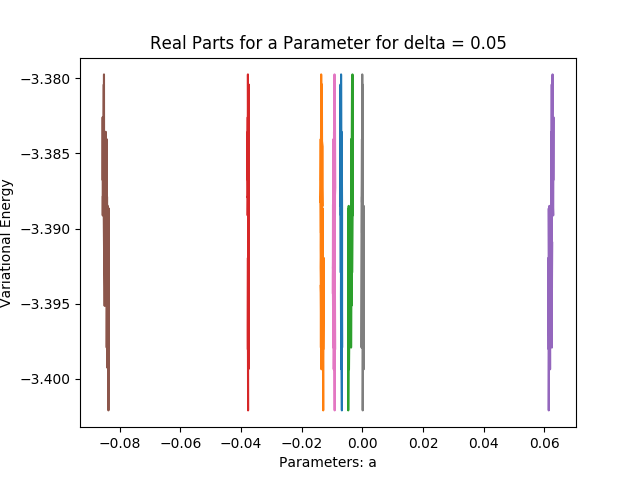 Real Parts for a Parameter for delta = 0.05
Variational Energy
−3.380
−3.385
−3.390
−3.395
−3.400
−0.08 −0.06 −0.04 −0.02 0.00 0.02 0.04 0.06
Parameters: a